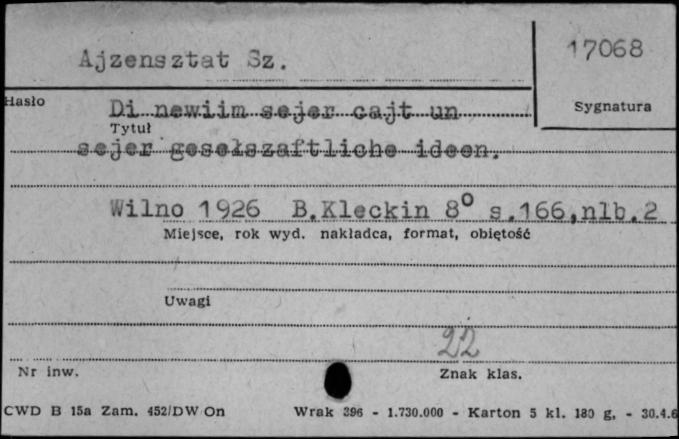 Ajzensztat Sz.
17068
Hasło
Sygnatura
Di newiim sejer cajt un
Tytuł
sejer geselszaftliche ideen.
Wilno 1926 B.Kleckin 8° s.166,nlb.2
Miejsce, rok wyd. nakładca, format, objętość
Uwagi
22
Nr inw.
Znak klas.
CWD B 15a Zam. 452/DW On Wrak 396 - 1.730.000 - Karton 5 kl. 180 g. - 30.4.6